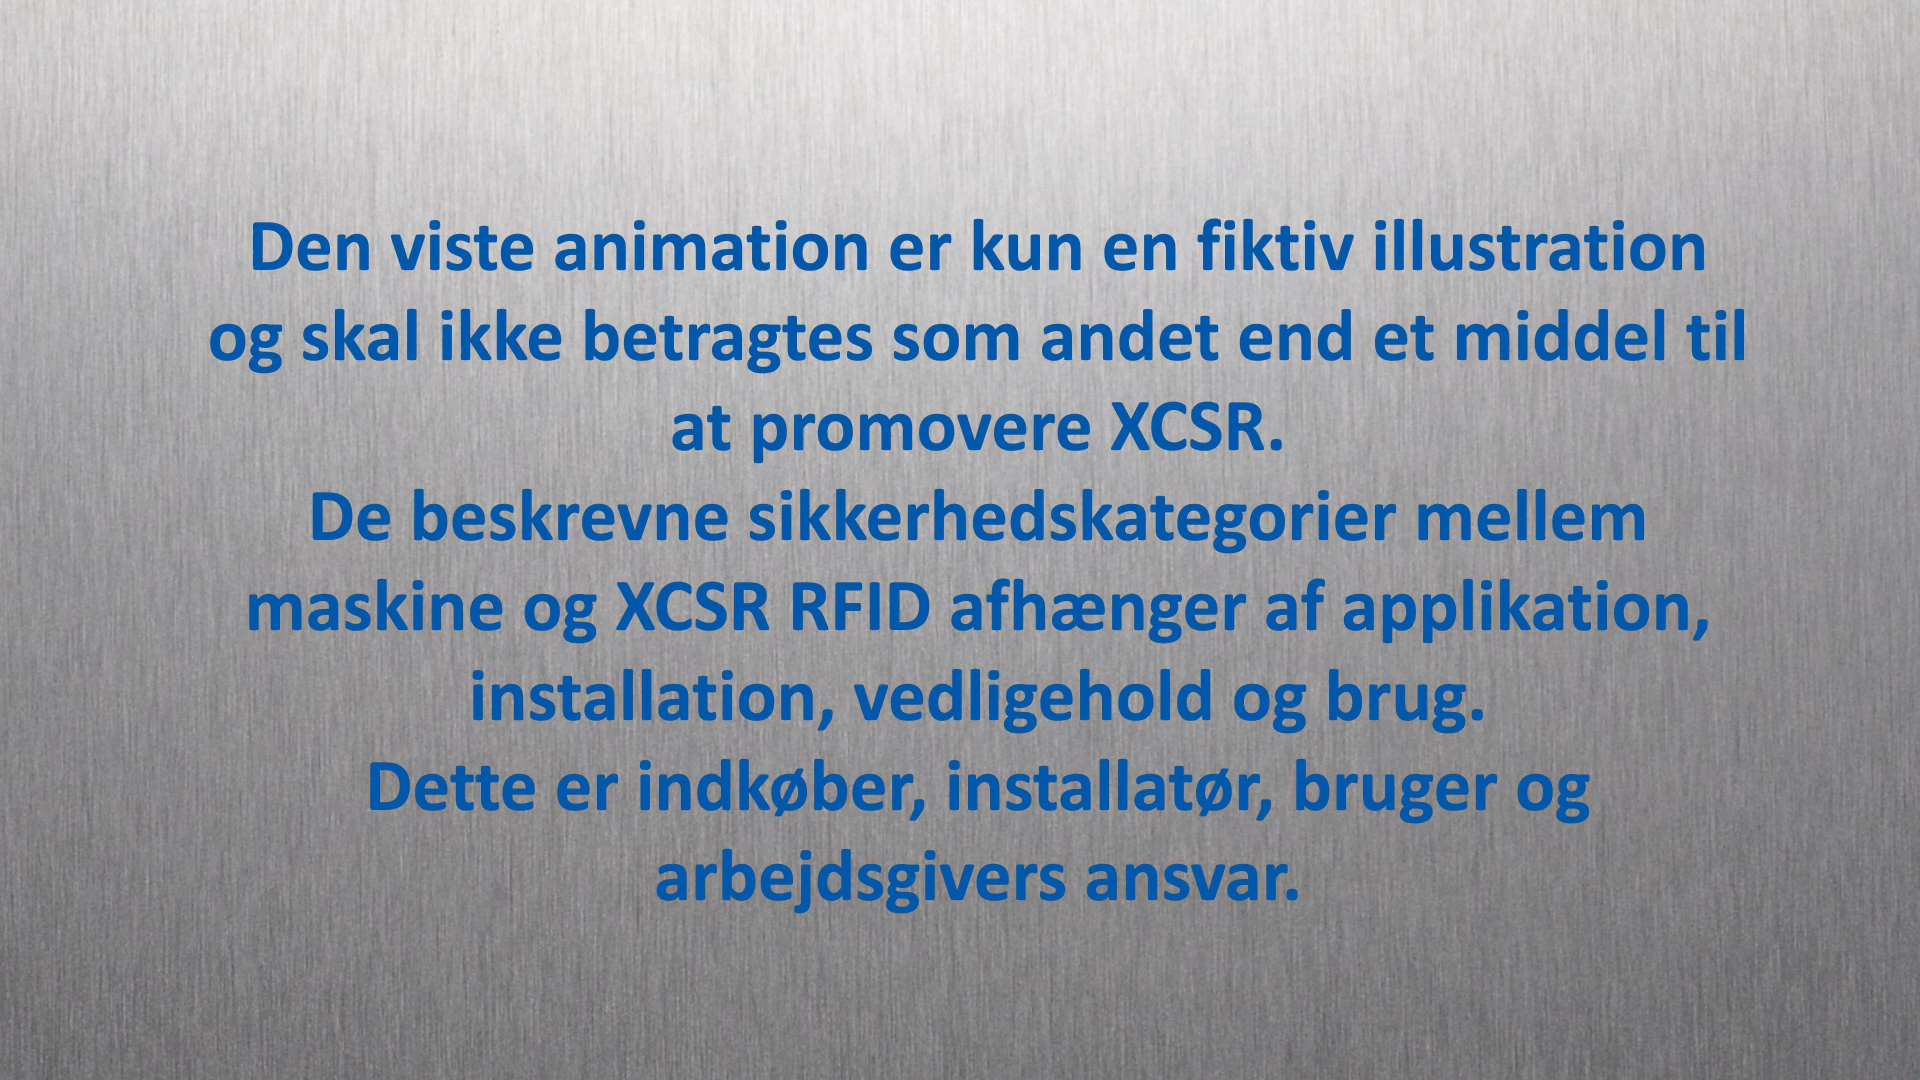 Den viste animation er kun en fiktiv illustration
og skal ikke betragtes som andet end et middel til
at promovere XCSR.
De beskrevne sikkerhedskategorier mellem
maskine og XCSR RFID afhænger af applikation,
installation, vedligehold og brug.
Dette er indkøber, installatør, bruger og
arbejdsgivers ansvar.